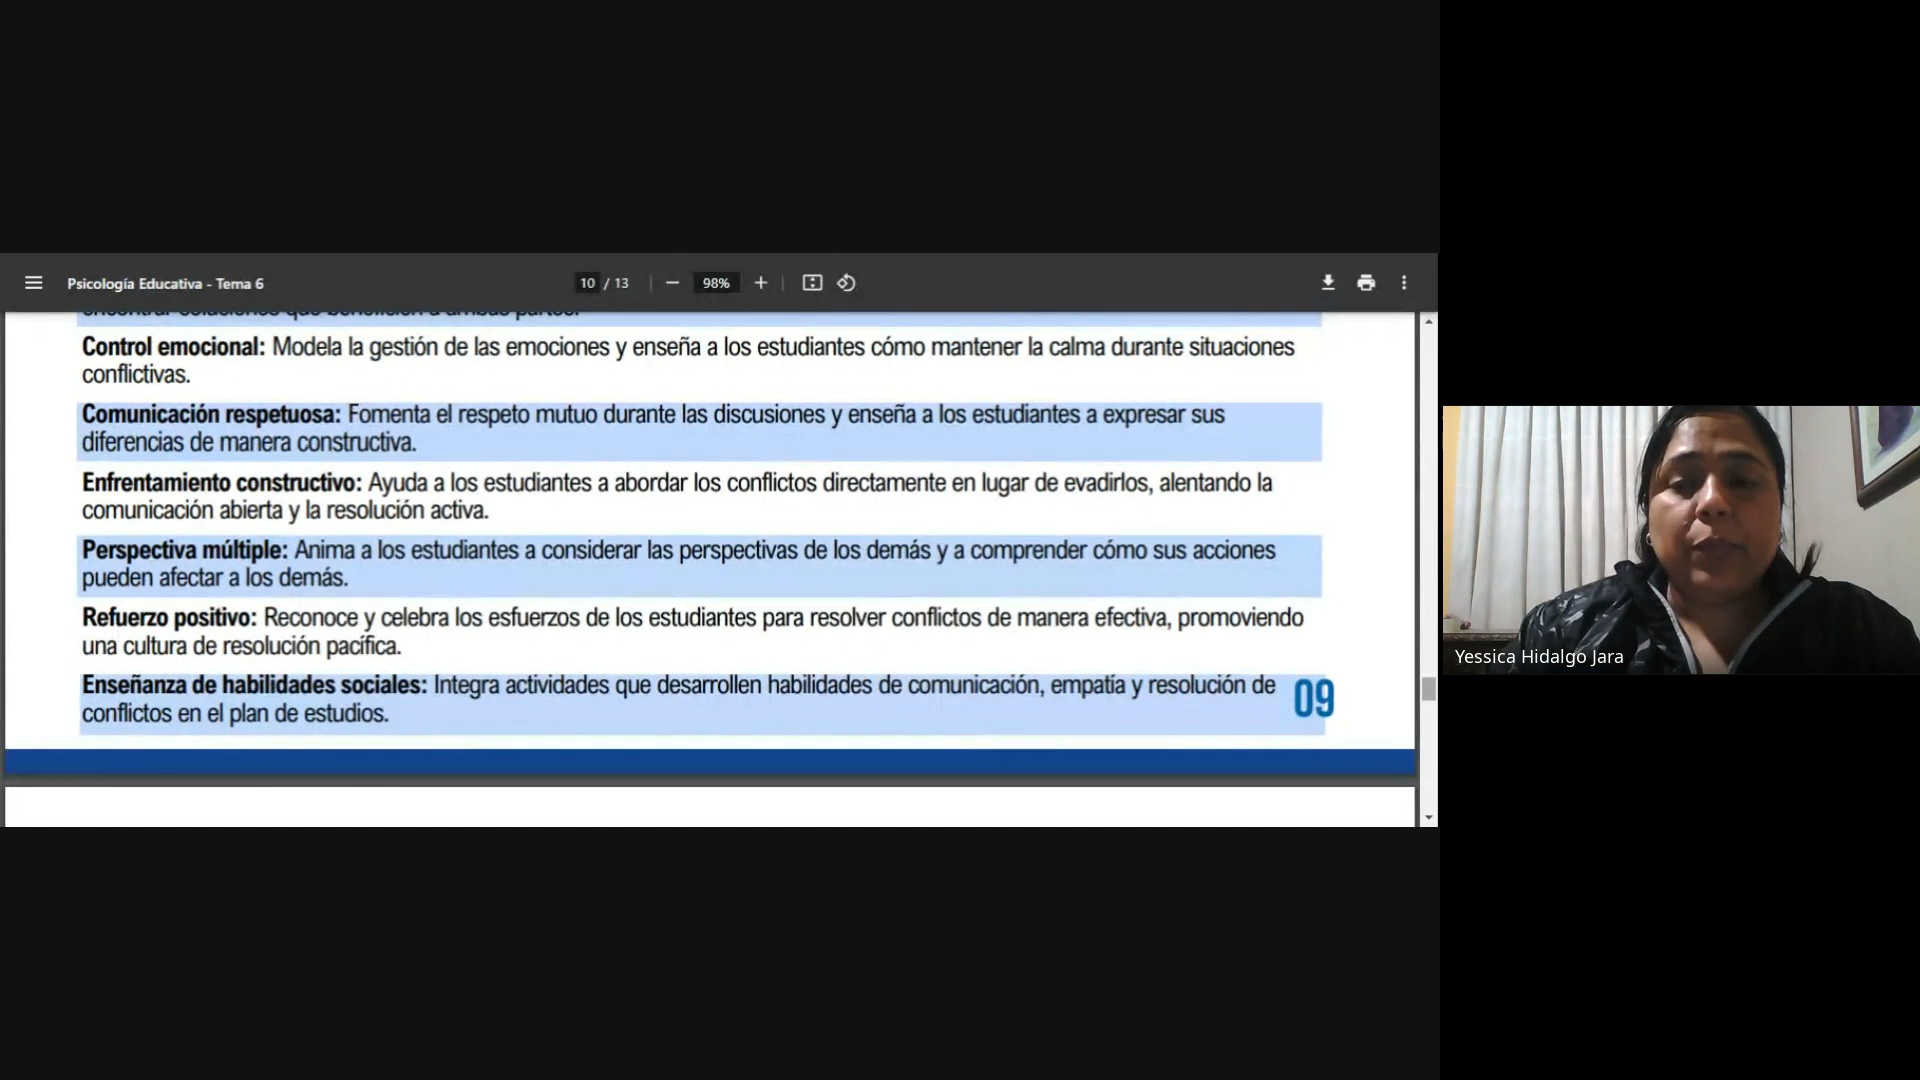 Psicología Educativa - Tema 6
10 / 13
98%
encontrar soluciones que beneficien a ambas partes.
Control emocional: Modela la gestión de las emociones y enseña a los estudiantes cómo mantener la calma durante situaciones
conflictivas.
Comunicación respetuosa: Fomenta el respeto mutuo durante las discusiones y enseña a los estudiantes a expresar sus
diferencias de manera constructiva.
Enfrentamiento constructivo: Ayuda a los estudiantes a abordar los conflictos directamente en lugar de evadirlos, alentando la
comunicación abierta y la resolución activa.
Perspectiva múltiple: Anima a los estudiantes a considerar las perspectivas de los demás y a comprender cómo sus acciones
pueden afectar a los demás.
Refuerzo positivo: Reconoce y celebra los esfuerzos de los estudiantes para resolver conflictos de manera efectiva, promoviendo
una cultura de resolución pacífica.
Enseñanza de habilidades sociales: Integra actividades que desarrollen habilidades de comunicación, empatía y resolución de
conflictos en el plan de estudios.
09
Yessica Hidalgo Jara